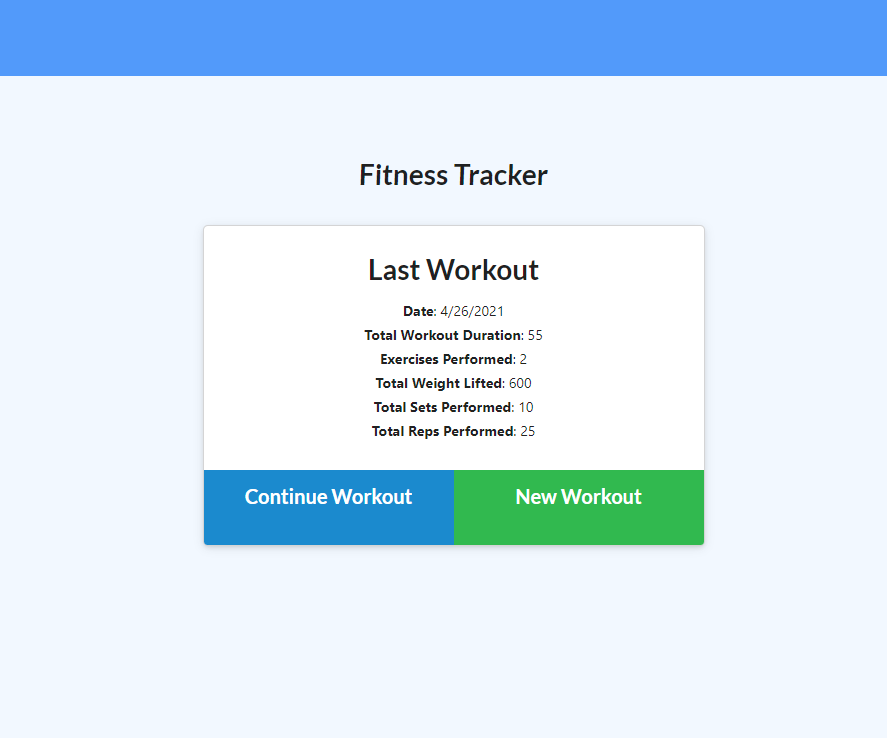 Fitness Tracker
Last Workout
Date: 4/26/2021
Total Workout Duration: 55
Exercises Performed: 2
Total Weight Lifted: 600
Total Sets Performed: 10
Total Reps Performed: 25
Continue Workout
New Workout